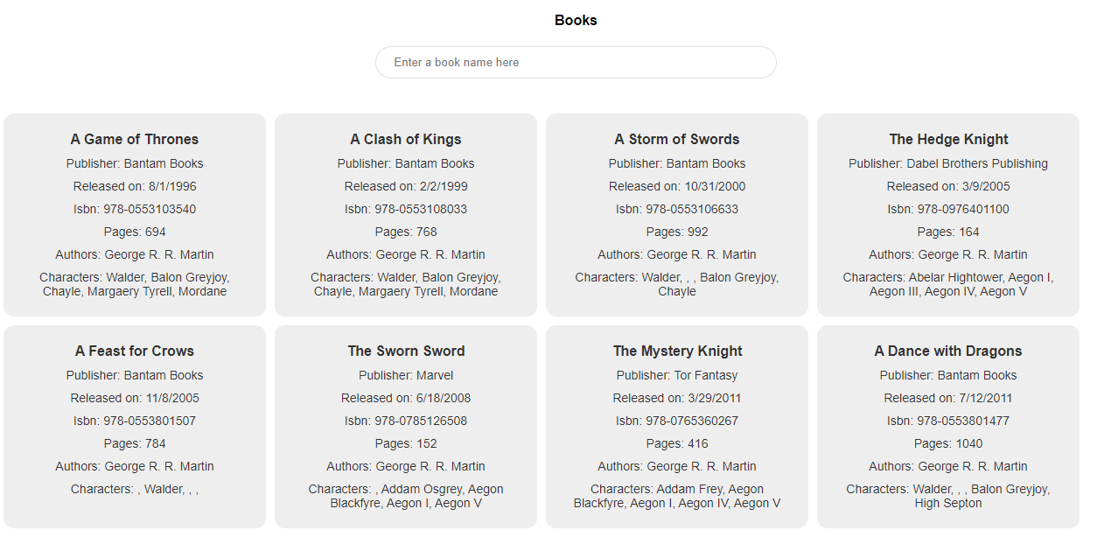 Books
Enter a book name here
A Game of Thrones
Publisher: Bantam Books
Released on: 8/1/1996
Isbn: 978-0553103540
Pages: 694
Authors: George R. R. Martin
Characters: Walder, Balon Greyjoy,
Chayle, Margaery Tyrell, Mordane
A Clash of Kings
Publisher: Bantam Books
Released on: 2/2/1999
Isbn: 978-0553108033
Pages: 768
Authors: George R. R. Martin
Characters: Walder, Balon Greyjoy,
Chayle, Margaery Tyrell, Mordane
A Storm of Swords
Publisher: Bantam Books
Released on: 10/31/2000
Isbn: 978-0553106633
Pages: 992
Authors: George R. R. Martin
Characters: Walder, , , Balon Greyjoy,
Chayle
The Hedge Knight
Publisher: Dabel Brothers Publishing
Released on: 3/9/2005
Isbn: 978-0976401100
Pages: 164
Authors: George R. R. Martin
Characters: Abelar Hightower, Aegon I,
Aegon III, Aegon IV, Aegon V
A Feast for Crows
Publisher: Bantam Books
Released on: 11/8/2005
Isbn: 978-0553801507
Pages: 784
Authors: George R. R. Martin
Characters: , Walder, , ,
The Sworn Sword
Publisher: Marvel
Released on: 6/18/2008
Isbn: 978-0785126508
Pages: 152
Authors: George R. R. Martin
Characters: , Addam Osgrey, Aegon
Blackfyre, Aegon I, Aegon V
The Mystery Knight
Publisher: Tor Fantasy
Released on: 3/29/2011
Isbn: 978-0765360267
Pages: 416
Authors: George R. R. Martin
Characters: Addam Frey, Aegon
Blackfyre, Aegon I, Aegon IV, Aegon V
A Dance with Dragons
Publisher: Bantam Books
Released on: 7/12/2011
Isbn: 978-0553801477
Pages: 1040
Authors: George R. R. Martin
Characters: Walder, , , Balon Greyjoy,
High Septon